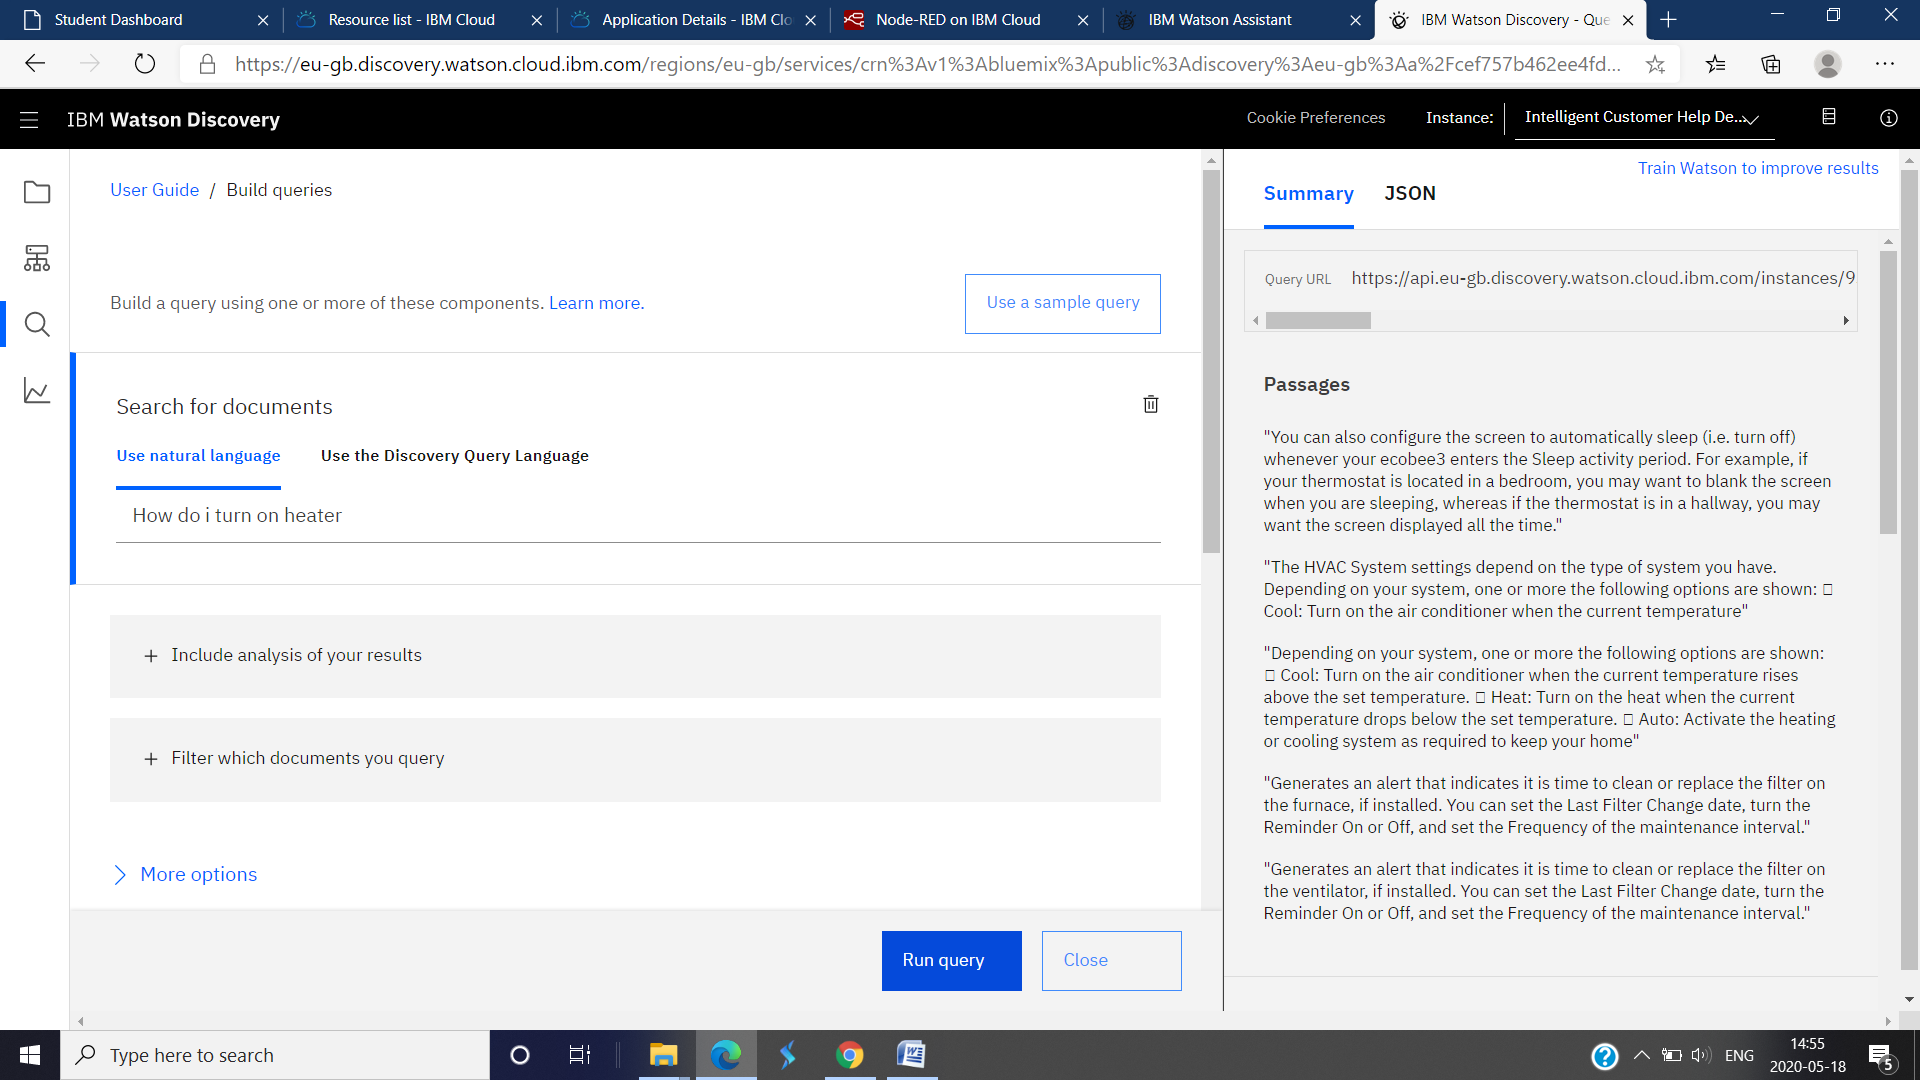 Student Dashboard
Resource list - IBM Cloud
Application Details - IBM Clo
Node-RED on IBM Cloud
IBM Watson Assistant
IBM Watson Discovery - Que
https://eu-gb.discovery.watson.cloud.ibm.com/regions/eu-gb/services/crn%3Av1%3Abluemix%3Apublic%3Adiscovery%3Aeu-gb%3Aa%2Fcef757b462ee4fd...
IBM Watson Discovery
Cookie Preferences
Instance:
Intelligent Customer Help De...
User Guide / Build queries
Build a query using one or more of these components. Learn more.
Use a sample query
Search for documents
Use natural language
Use the Discovery Query Language
How do i turn on heater
+ Include analysis of your results
+ Filter which documents you query
More options
Run query
Close
Train Watson to improve results
Summary
JSON
Query URL https://api.eu-gb.discovery.watson.cloud.ibm.com/instances/9
Passages
"You can also configure the screen to automatically sleep (i.e. turn off)
whenever your ecobee3 enters the Sleep activity period. For example, if
your thermostat is located in a bedroom, you may want to blank the screen
when you are sleeping, whereas if the thermostat is in a hallway, you may
want the screen displayed all the time."
"The HVAC System settings depend on the type of system you have.
Depending on your system, one or more the following options are shown: □
Cool: Turn on the air conditioner when the current temperature"
"Depending on your system, one or more the following options are shown:
□ Cool: Turn on the air conditioner when the current temperature rises
above the set temperature. □ Heat: Turn on the heat when the current
temperature drops below the set temperature. □ Auto: Activate the heating
or cooling system as required to keep your home"
"Generates an alert that indicates it is time to clean or replace the filter on
the furnace, if installed. You can set the Last Filter Change date, turn the
Reminder On or Off, and set the Frequency of the maintenance interval."
"Generates an alert that indicates it is time to clean or replace the filter on
the ventilator, if installed. You can set the Last Filter Change date, turn the
Reminder On or Off, and set the Frequency of the maintenance interval."
Type here to search
ENG
14:55
2020-05-18
5